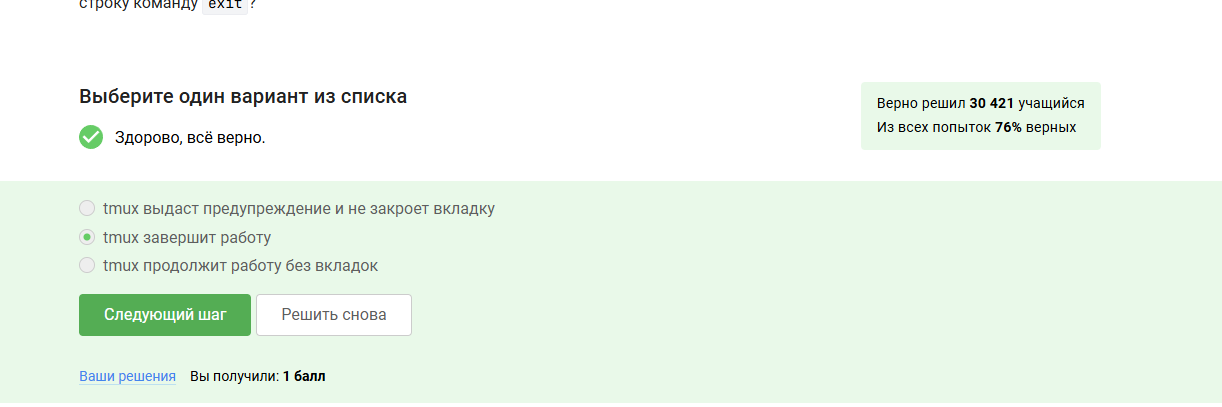 строку команду exit ?
Выберите один вариант из списка
Верно решил 30 421 учащийся
Из всех попыток 76% верных
Здорово, всё верно.
tmux выдаст предупреждение и не закроет вкладку
tmux завершит работу
tmux продолжит работу без вкладок
Следующий шаг Решить снова
Ваши решения Вы получили: 1 балл